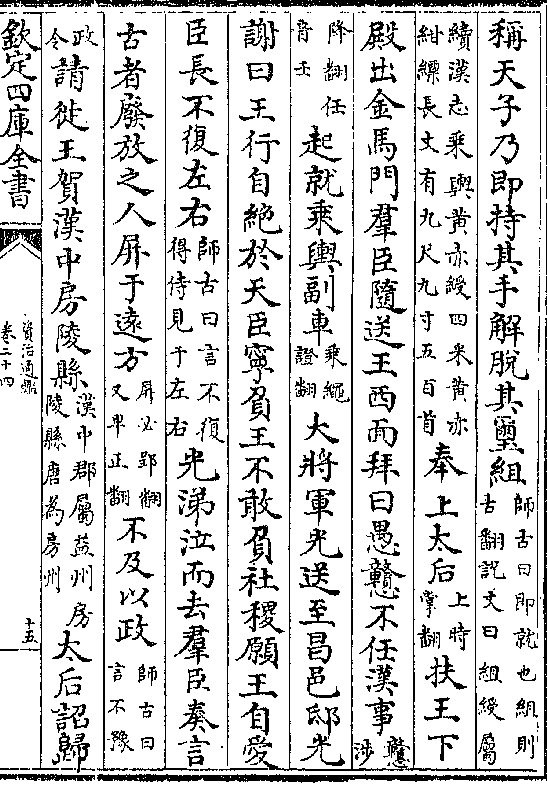 稱天子乃即持其手解脫其璽組師古曰即就也組則古翻說文曰組綬屬
續漢志乘輿黃赤綬四采黃赤紺縹長丈有九尺九寸五百首奉上太后上時掌翻扶王下
殿出金馬門羣臣隨送王西面拜曰愚戇不任漢事戇涉
降翻任音壬起就乘輿副車乘繩證翻大將軍光送至昌邑邸光
謝曰王行自絕於天臣寧負王不敢負社稷願王自愛
臣長不復左右師古曰言不復得侍見于左右光涕泣而去羣臣奏言
古者廢放之人屏于遠方屏必郢翻又卑正翻不及以政師古曰言不豫
政令請徙王賀漢中房陵縣漢中郡屬益州房陵縣唐為房州太后詔歸
欽定四庫全書
資治通鑑
卷二十四
十五